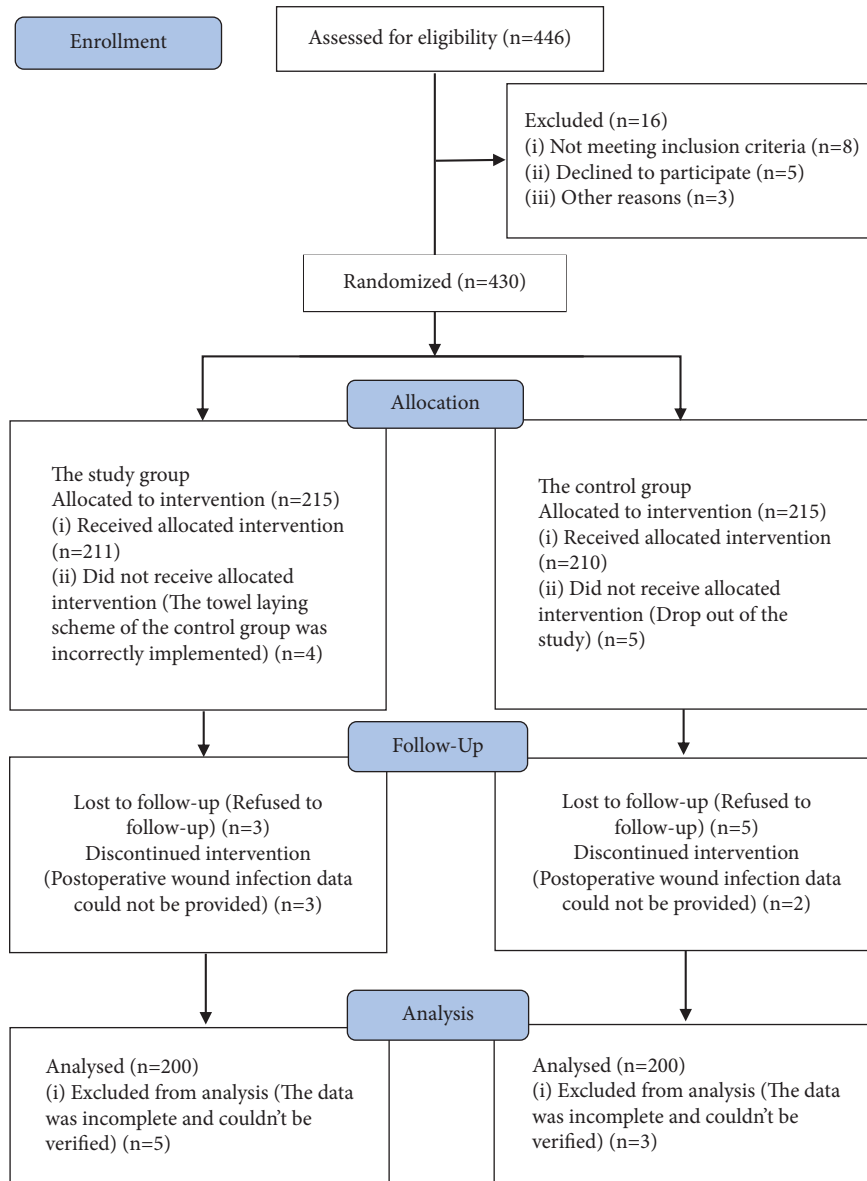 Enrollment
Assessed for eligibility (n=446)
Excluded (n=16)
(i) Not meeting inclusion criteria (n=8)
(ii) Declined to participate (n=5)
(iii) Other reasons (n=3)
Randomized (n=430)
Allocation
The study group
Allocated to intervention (n=215)
(i) Received allocated intervention
(n=211)
(ii) Did not receive allocated
intervention (The towel laying
scheme of the control group was
incorrectly implemented) (n=4)
The control group
Allocated to intervention (n=215)
(i) Received allocated intervention
(n=210)
(ii) Did not receive allocated
intervention (Drop out of the
study) (n=5)
Follow-Up
Lost to follow-up (Refused to
follow-up) (n=3)
Discontinued intervention
(Postoperative wound infection data
could not be provided) (n=3)
Lost to follow-up (Refused to
follow-up) (n=5)
Discontinued intervention
(Postoperative wound infection data
could not be provided) (n=2)
Analysis
Analysed (n=200)
(i) Excluded from analysis (The data
was incomplete and couldn't be
verified) (n=5)
Analysed (n=200)
(i) Excluded from analysis (The data
was incomplete and couldn't be
verified) (n=3)